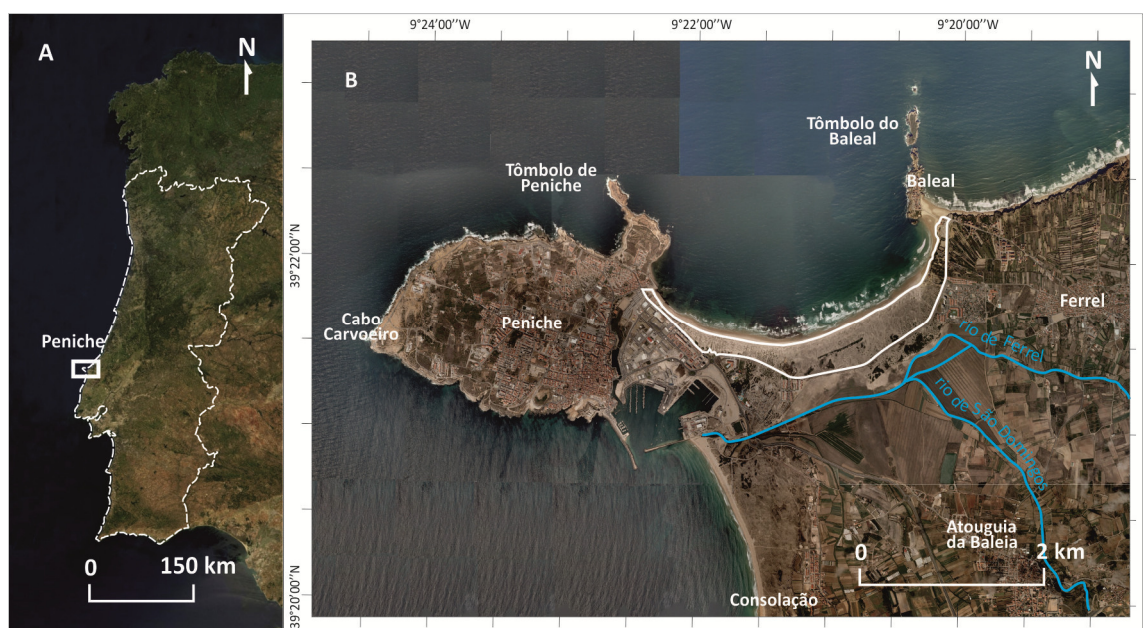 A
N
Peniche
0
150 km
9°24'00''W
9°22'00''W
9°20'00''W
39°22'00''N
39°20'00''N
B
N
Tômbolo do
Baleal
Tômbolo de
Peniche
Baleal
Cabo
Carvoeiro
Peniche
Ferrel
rio de Ferrel
rio de São Domingos
Atouguia
da Baleia
0
2 km
Consolação